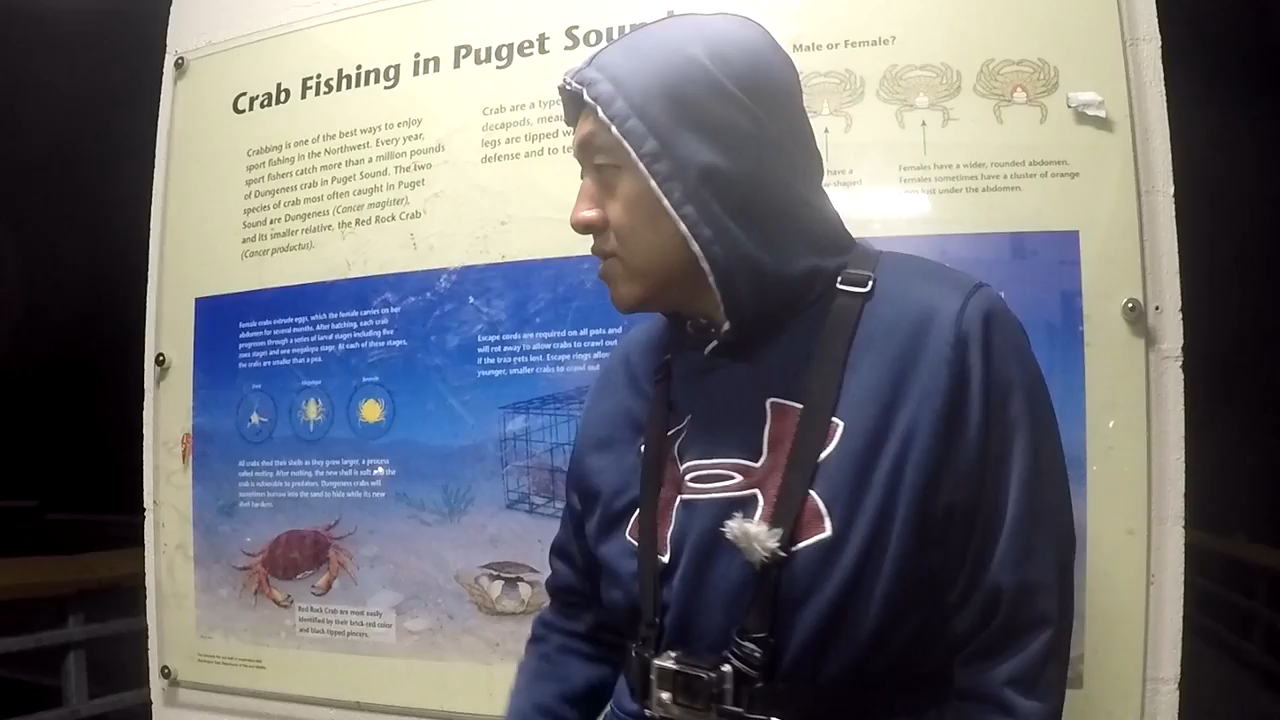 Crab Fishing in Puget Sound
Crabbing is one of the best ways to enjoy
sport fishing in the Northwest. Every year,
sport fishers catch more than a million pounds
of Dungeness crab in Puget Sound. The two
species of crab most often caught in Puget
Sound are Dungeness (Cancer magister),
and its smaller relative, the Red Rock Crab
(Cancer productus).
Crab are a type
decapods, mea
legs are tipped w
defense and to te
Male or Female?
have a
w-shaped
Females have a wider, rounded abdomen.
Females sometimes have a cluster of orange
just under the abdomen.
Female crabs extrude eggs, which the female carries on her
abdomen for several months. After hatching, each crab
progresses through a series of larval stages including five
zoea stages and one megalopa stage. At each of these stages,
the crabs are smaller than a pea.
Zoea
Megalopa
Juvenile
Escape cords are required on all pots and
will rot away to allow crabs to crawl out
if the trap gets lost. Escape rings allow
younger, smaller crabs to crawl out
All crabs shed their shells as they grow larger, a process
called molting. After molting, the new shell is soft and the
crab is vulnerable to predators. Dungeness crabs will
sometimes burrow into the sand to hide while its new
shell hardens.
Red Rock Crab are most easily
identified by their brick-red color
and black tipped pincers.